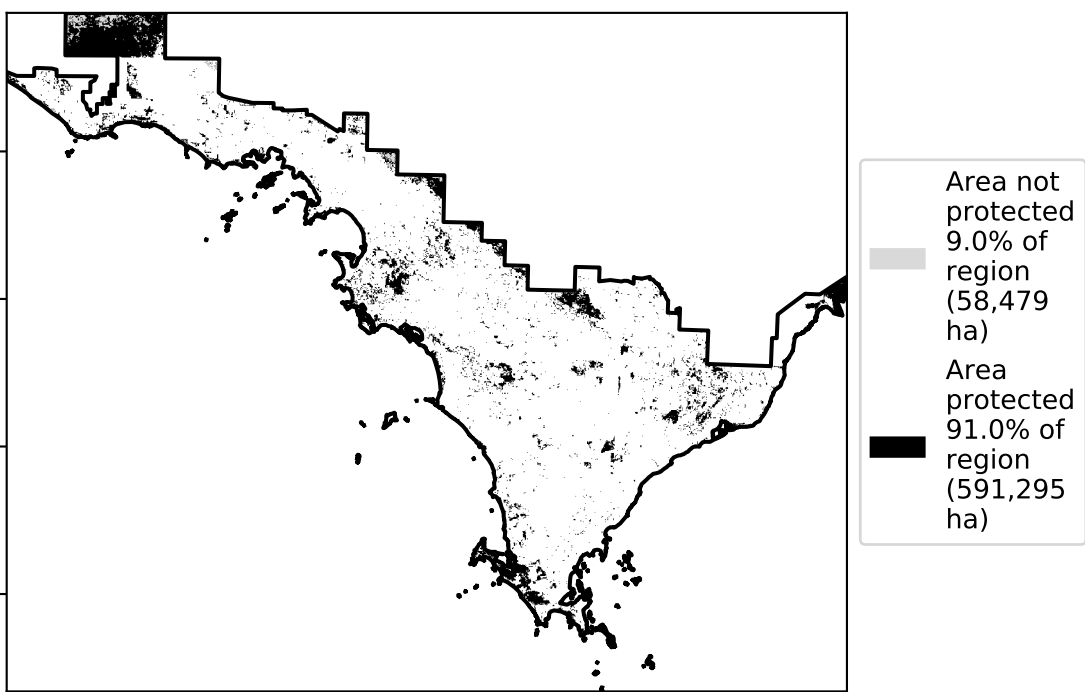 Area not
protected
9.0% of
region
(58,479
ha)
Area
protected
91.0% of
region
(591,295
ha)